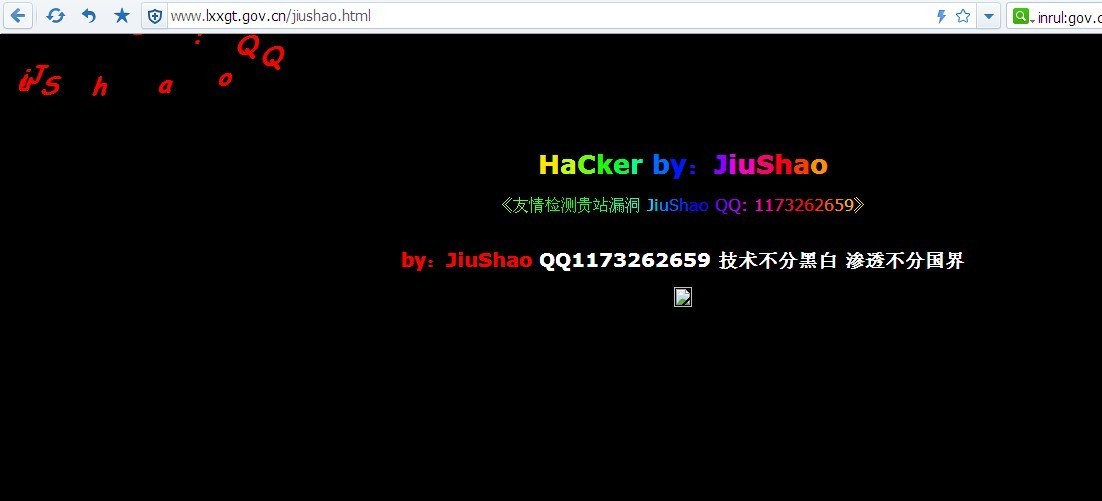 www.lxxgt.gov.cn/jiushao.html
inrul:gov.c
: QQ
J S h a o
HaCker by：JiuShao
《友情检测贵站漏洞 JiuShao QQ: 1173262659》
by：JiuShao QQ1173262659 技术不分黑白 渗透不分国界